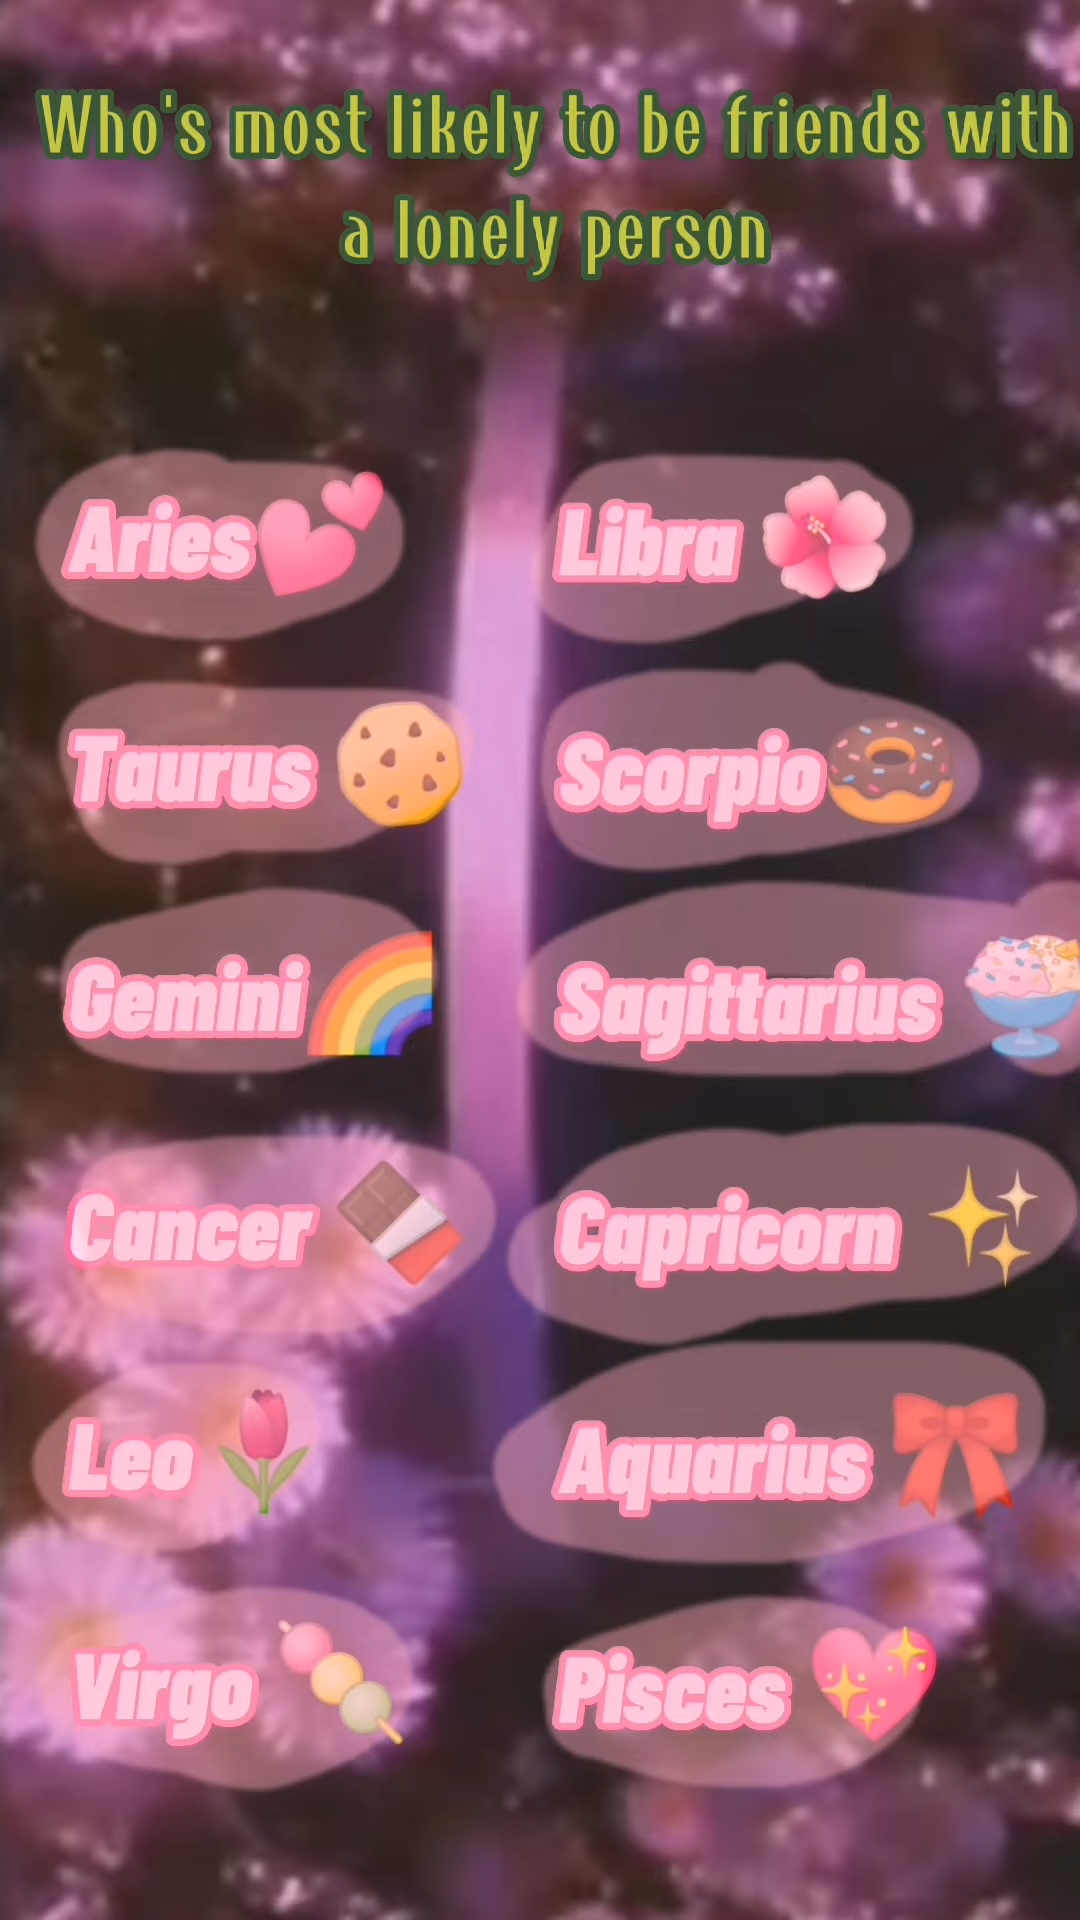 Who's most likely to be friends with
a lonely person
Aries💕
Taurus 🍪
Gemini🌈
Cancer 🍫
Leo 🌷
Virgo 🍡
Libra 🌺
Scorpio🍩
Sagittarius 🍨
Capricorn ✨
Aquarius 🎀
Pisces 💖